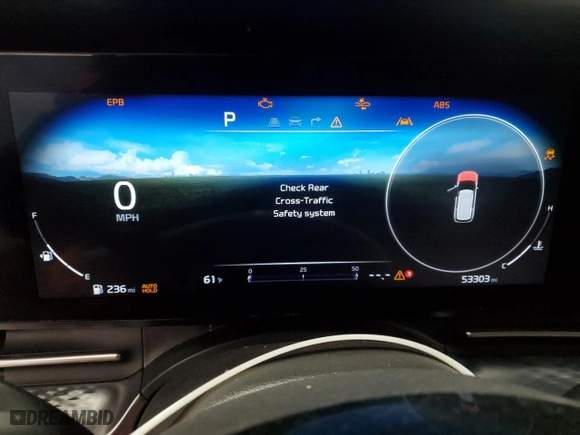 EPB
ABS
P
0
MPH
Check Rear
Cross-Traffic
Safety system
F
E
H
C
236 mi
AUTO
HOLD
61°F
0 25 50
--.-
3
53303 mi
DREAMBID